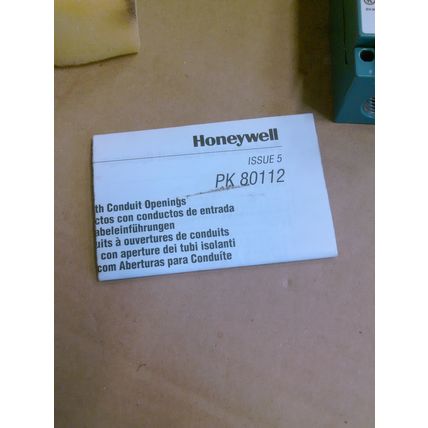 Honeywell
ISSUE 5
PK 80112
th Conduit Openings
ctos con conductos de entrada
abeleinführungen
uits à ouvertures de conduits
con aperture dei tubi isolanti
com Aberturas para Conduíte